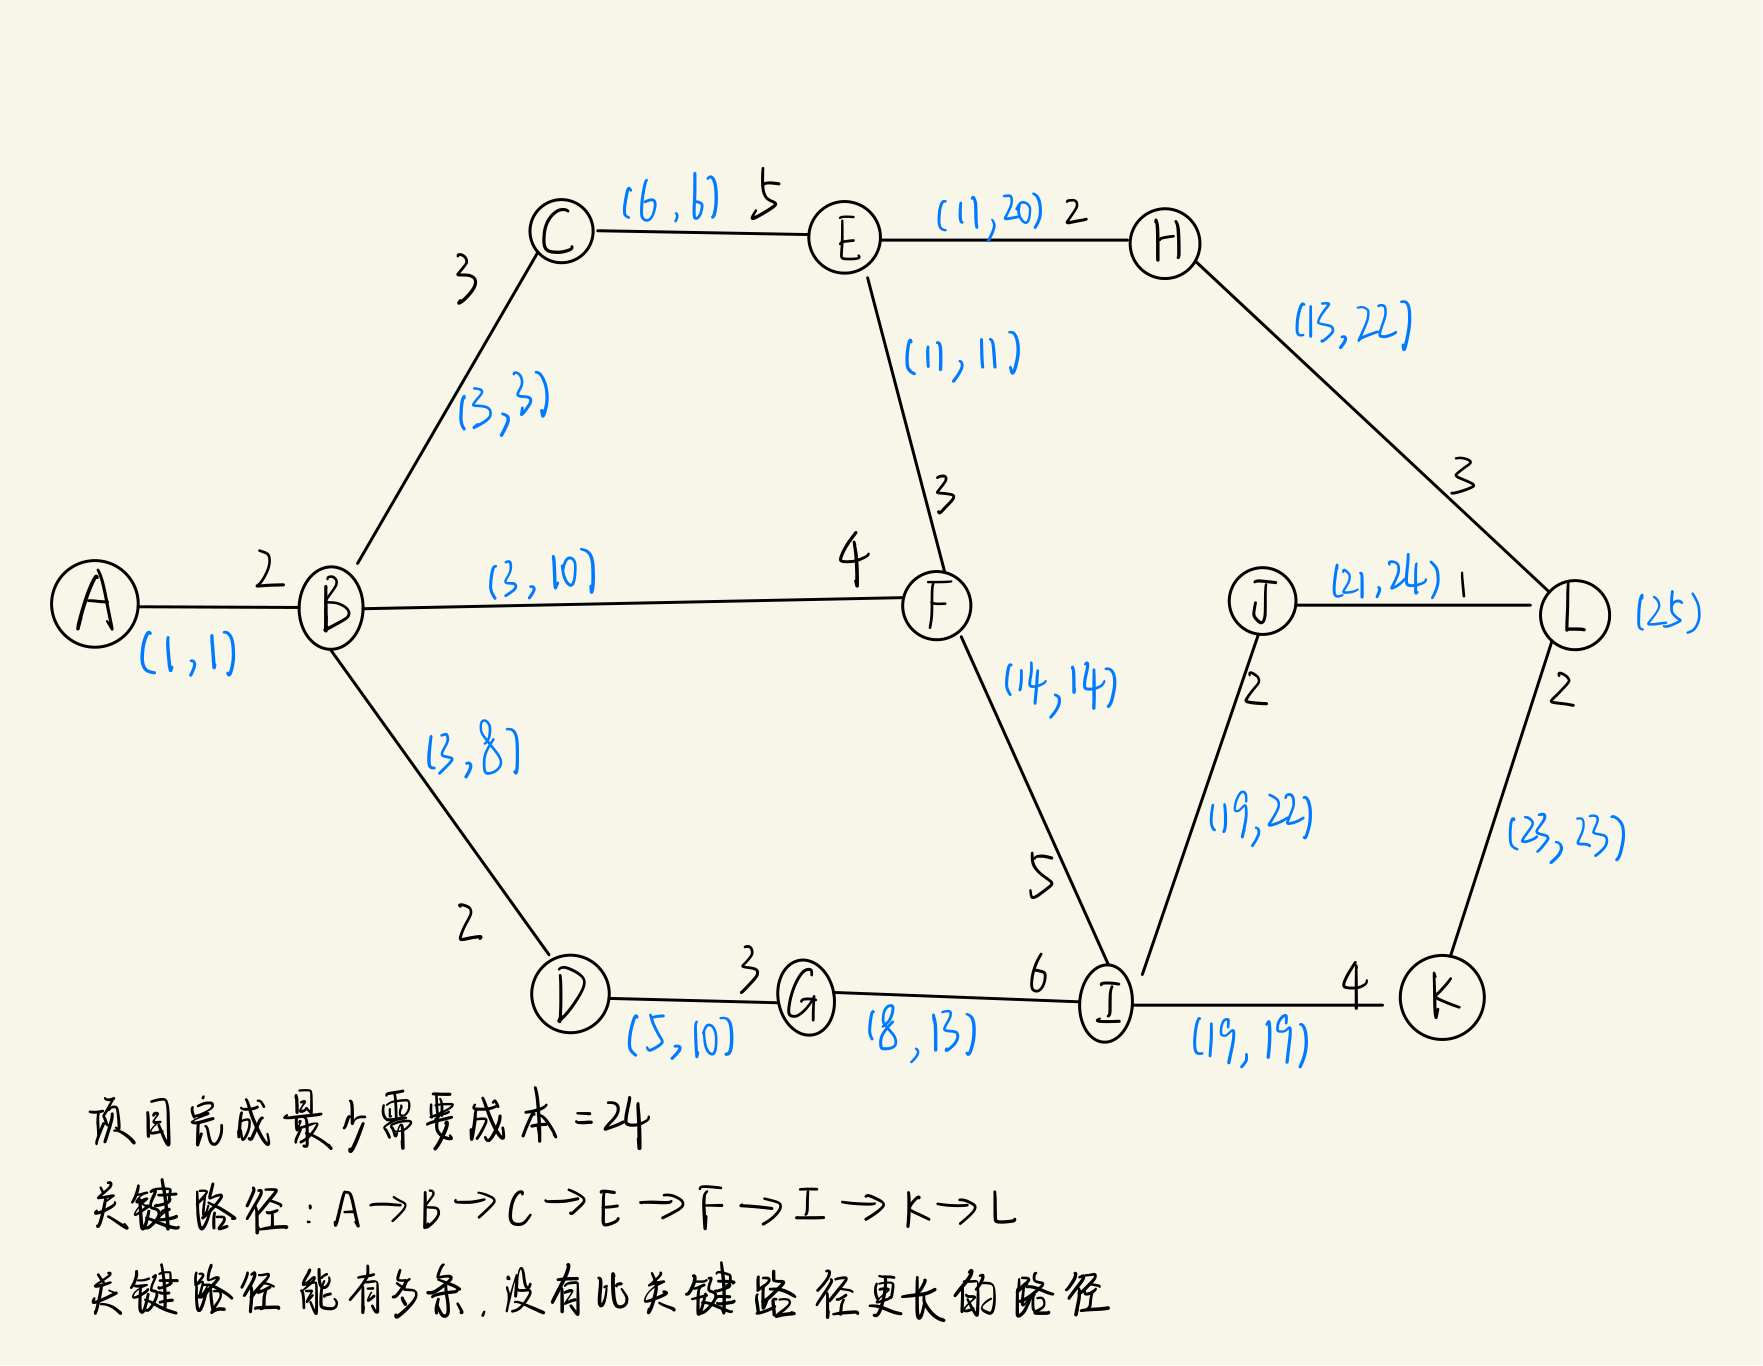 (6,6) 5
C
E
(11,20) 2
H
3
(11,11)
(13,22)
(3,3)
3
3
A
2
B
(3,10)
4
F
J
(21,24) 1
L
(25)
(1,1)
(14,14)
2
2
(3,8)
(19,22)
(23,23)
5
2
D
3
G
6
I
4
K
(5,10)
(8,13)
(19,19)
项目完成最少需要成本=24
关键路径:A→B→C→E→F→I→K→L
关键路径能有多条,没有比关键路径更长的路径